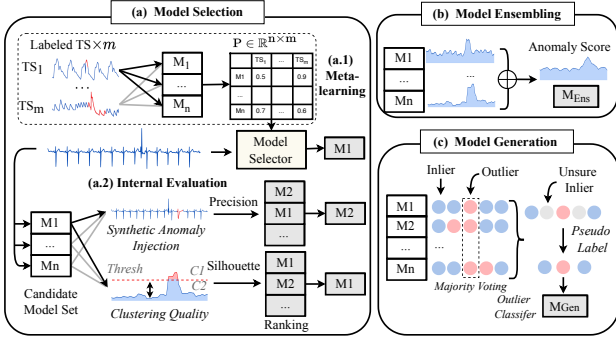 (a) Model Selection
Labeled TS×m
TS1
...
TSm
M1
...
Mn
P ∈ ℝn×m
TS1 ... TSm
M1 0.5 0.9
...
Mn 0.7 ... 0.6
(a.1)
Meta-
learning
Model
Selector
M1
(a.2) Internal Evaluation
M1
...
Mn
Candidate
Model Set
Synthetic Anomaly
Injection
Precision
M2
M1
...
M2
Thresh
C1
C2
Clustering Quality
Silhouette
M1
M2
...
Ranking
M1
(b) Model Ensembling
M1
...
Mn
Anomaly Score
MEns
(c) Model Generation
Inlier
Outlier
Unsure
Inlier
M1
M2
...
Mn
...
Majority Voting
Pseudo
Label
Outlier
Classifer
MGen